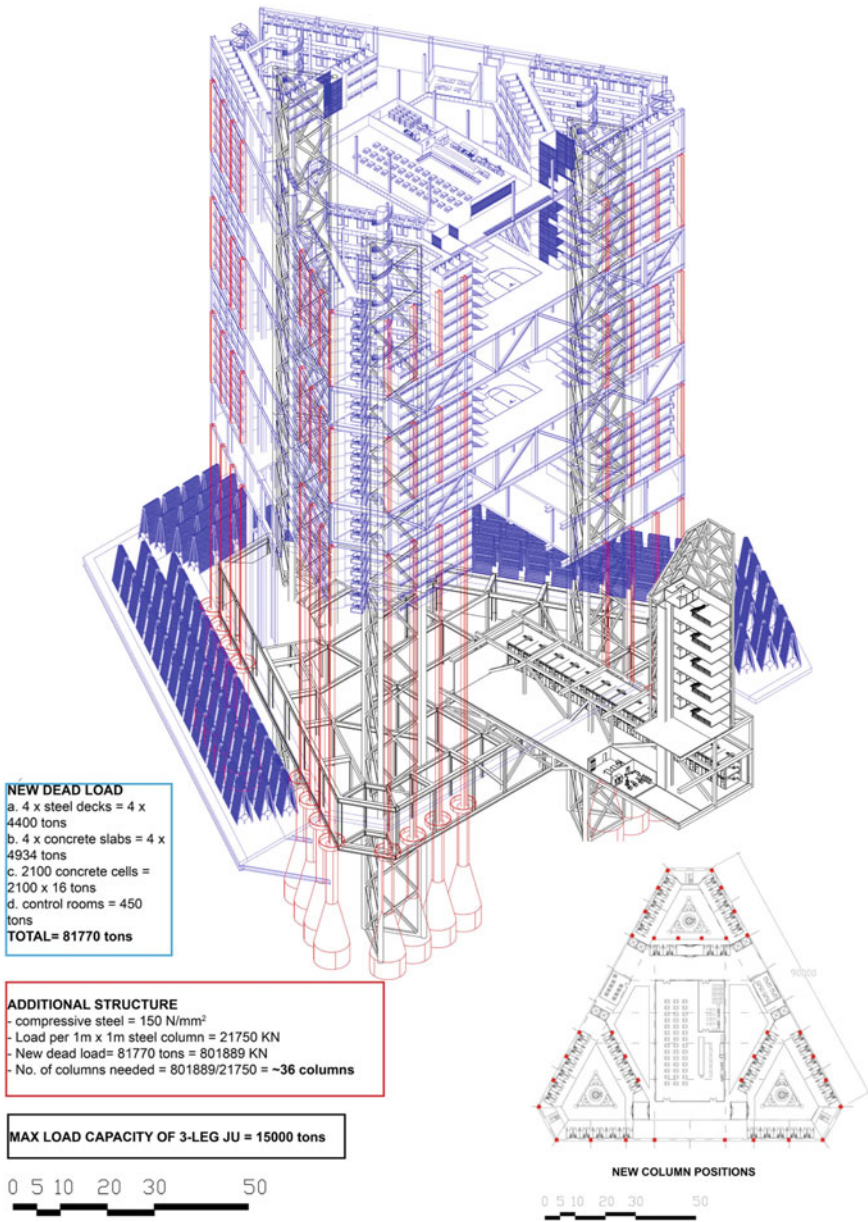 NEW DEAD LOAD
a. 4 x steel decks = 4 x
4400 tons
b. 4 x concrete slabs = 4 x
4934 tons
c. 2100 concrete cells =
2100 x 16 tons
d. control rooms = 450
tons
TOTAL= 81770 tons
ADDITIONAL STRUCTURE
- compressive steel = 150 N/mm²
- Load per 1m x 1m steel column = 21750 KN
- New dead load= 81770 tons = 801889 KN
- No. of columns needed = 801889/21750 = ~36 columns
MAX LOAD CAPACITY OF 3-LEG JU = 15000 tons
0 5 10 20 30 50
90000
NEW COLUMN POSITIONS
0 5 10 20 30 50